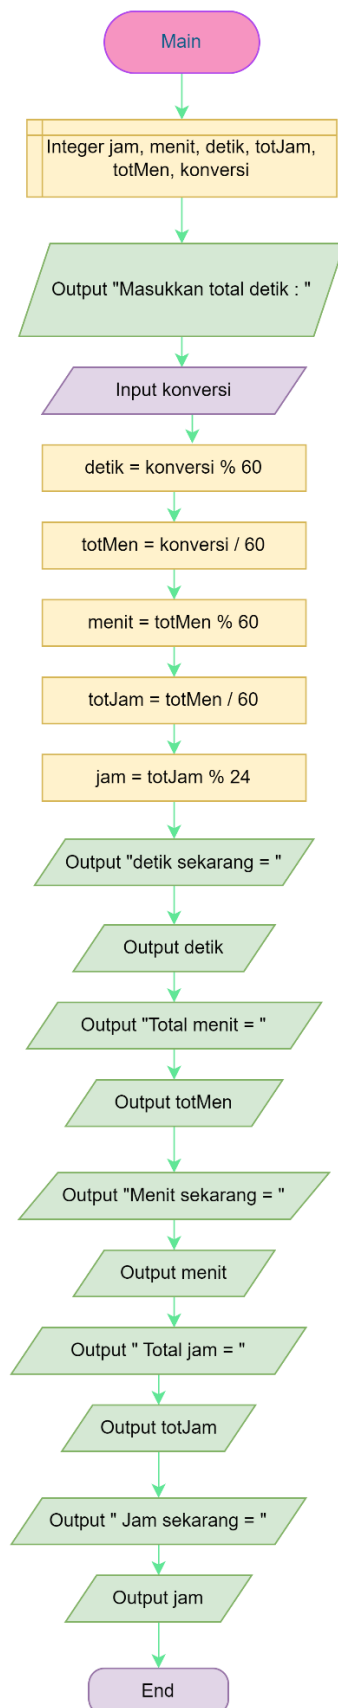 Main
Integer jam, menit, detik, totJam,
totMen, konversi
Output "Masukkan total detik : "
Input konversi
detik = konversi % 60
totMen = konversi / 60
menit = totMen % 60
totJam = totMen / 60
jam = totJam % 24
Output "detik sekarang = "
Output detik
Output "Total menit = "
Output totMen
Output "Menit sekarang = "
Output menit
Output " Total jam = "
Output totJam
Output " Jam sekarang = "
Output jam
End